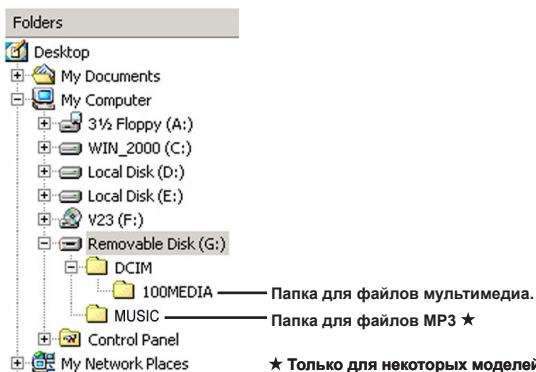 Folders
Desktop
My Documents
My Computer
3½ Floppy (A:)
WIN_2000 (C:)
Local Disk (D:)
Local Disk (E:)
V23 (F:)
Removable Disk (G:)
DCIM
100MEDIA Папка для файлов мультимедиа.
MUSIC Папка для файлов MP3 ★
Control Panel
My Network Places ★ Только для некоторых моделей